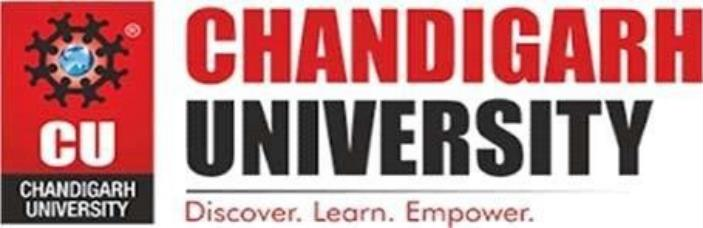 ®
CU
CHANDIGARH
UNIVERSITY
CHANDIGARH
UNIVERSITY
Discover. Learn. Empower.